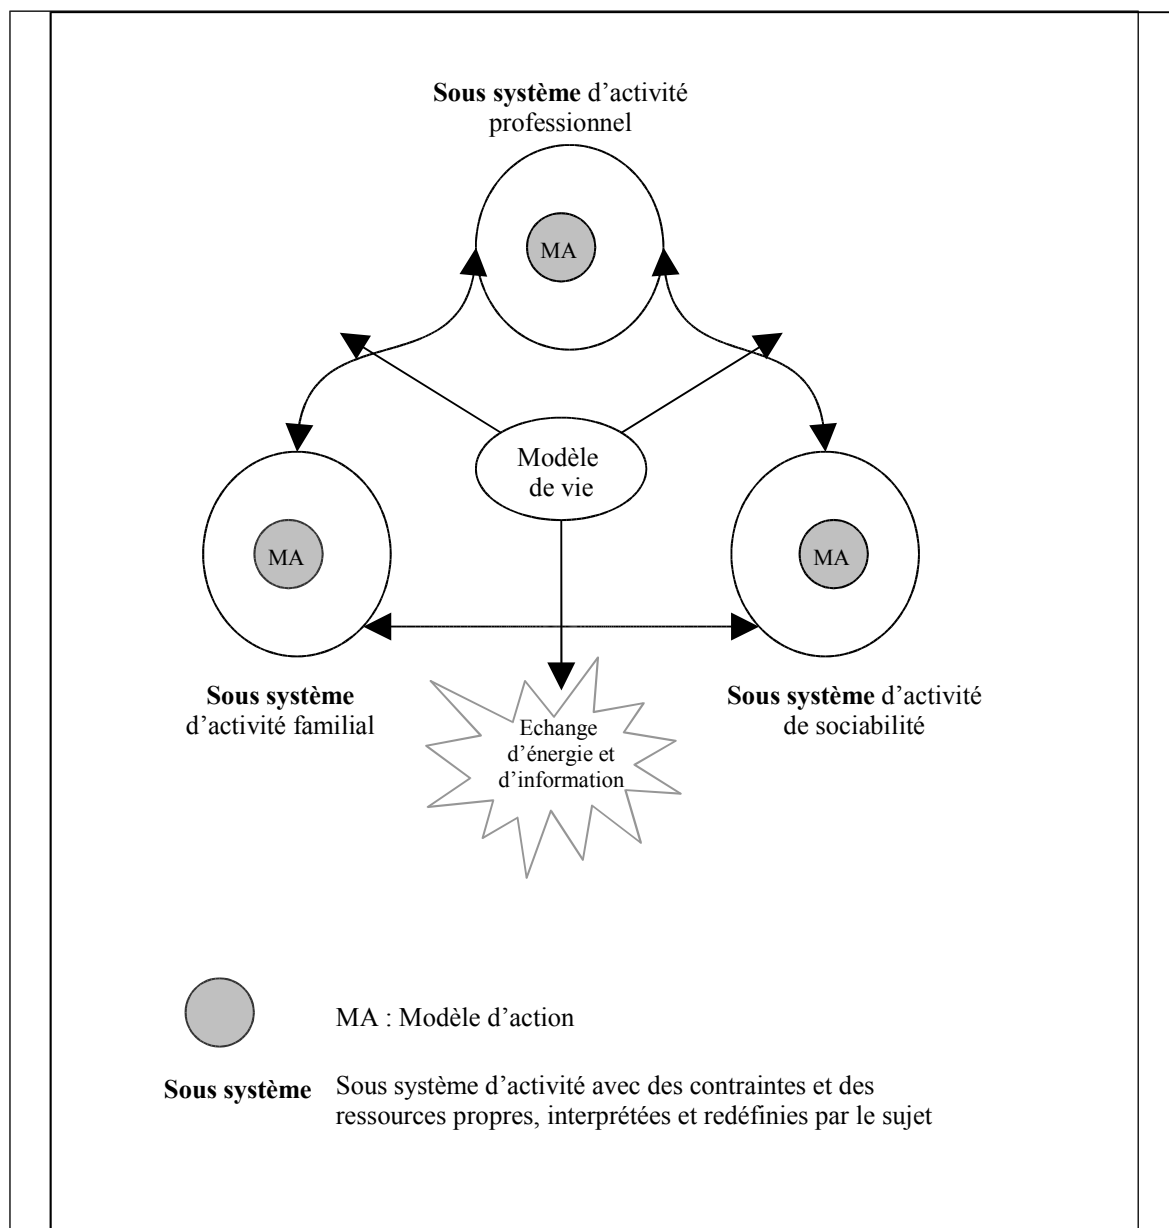 Sous système d’activité
professionnel
MA
Modèle
de vie
MA
MA
Sous système
d’activité familial
Sous système d’activité
de sociabilité
Echange
d’énergie et
d’information
MA : Modèle d’action
Sous système
Sous système d’activité avec des contraintes et des
ressources propres, interprétées et redéfinies par le sujet